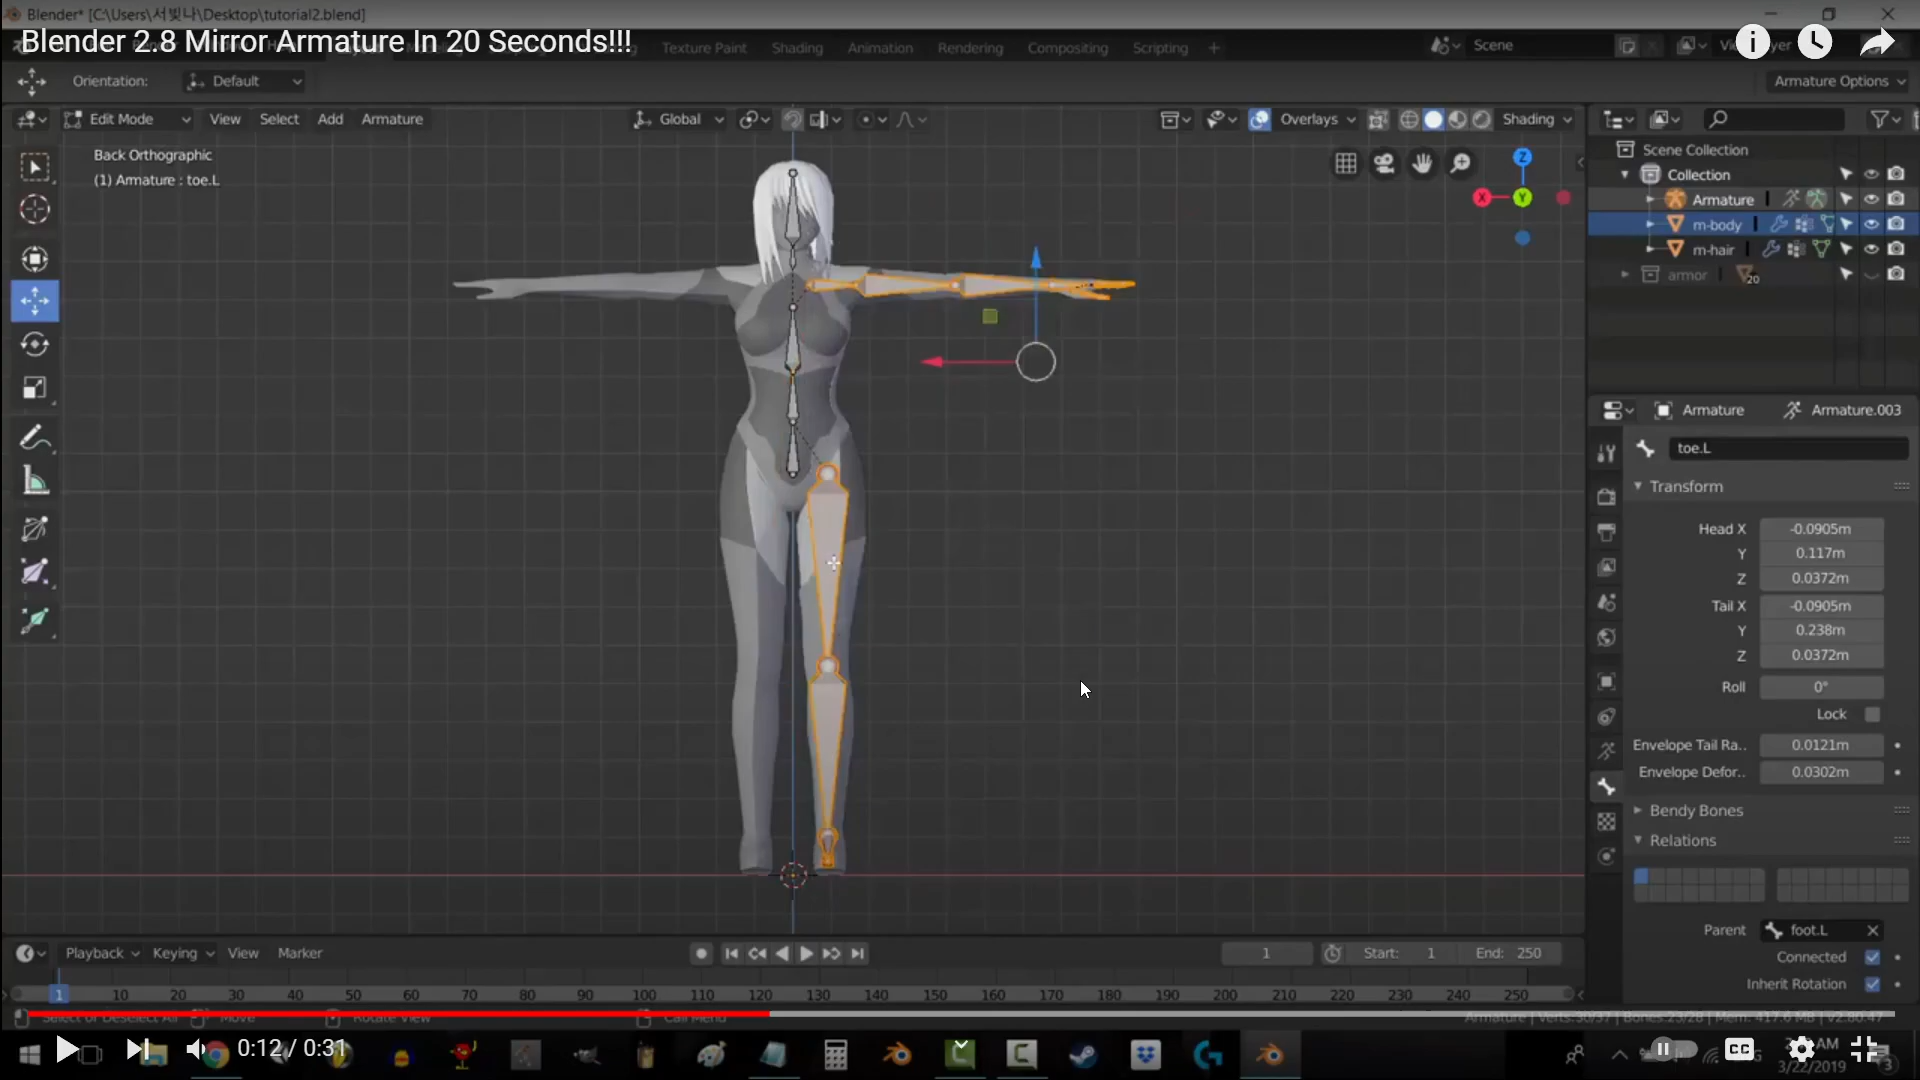 Blender* [C:\Users\서빛나\Desktop\tutorial2.blend]
Blender 2.8 Mirror Armature In 20 Seconds!!!
Texture Paint Shading Animation Rendering Compositing Scripting +
Scene
Orientation: Default
Armature Options
Edit Mode View Select Add Armature
Global
Overlays
Shading
Back Orthographic
(1) Armature : toe.L
Z
X
Y
Scene Collection
Collection
Armature
m-body
m-hair
armor
20
Armature Armature.003
toe.L
Transform
Head X -0.0905m
Y 0.117m
Z 0.0372m
Tail X -0.0905m
Y 0.238m
Z 0.0372m
Roll 0°
Lock
Envelope Tail Ra.. 0.0121m
Envelope Defor.. 0.0302m
Bendy Bones
Relations
Parent foot.L
Connected
Inherit Rotation
Playback Keying View Marker
1
Start: 1
End: 250
1 10 20 30 40 50 60 70 80 90 100 110 120 130 140 150 160 170 180 190 200 210 220 230 240 250
Select or Deselect All Move Rotate View Call Menu
Armature | Verts:30/37 | Bones:23/28 | Mem: 417.6 MB | v2.80.47
0:12 / 0:31
CC
AM
3/22/2019
3